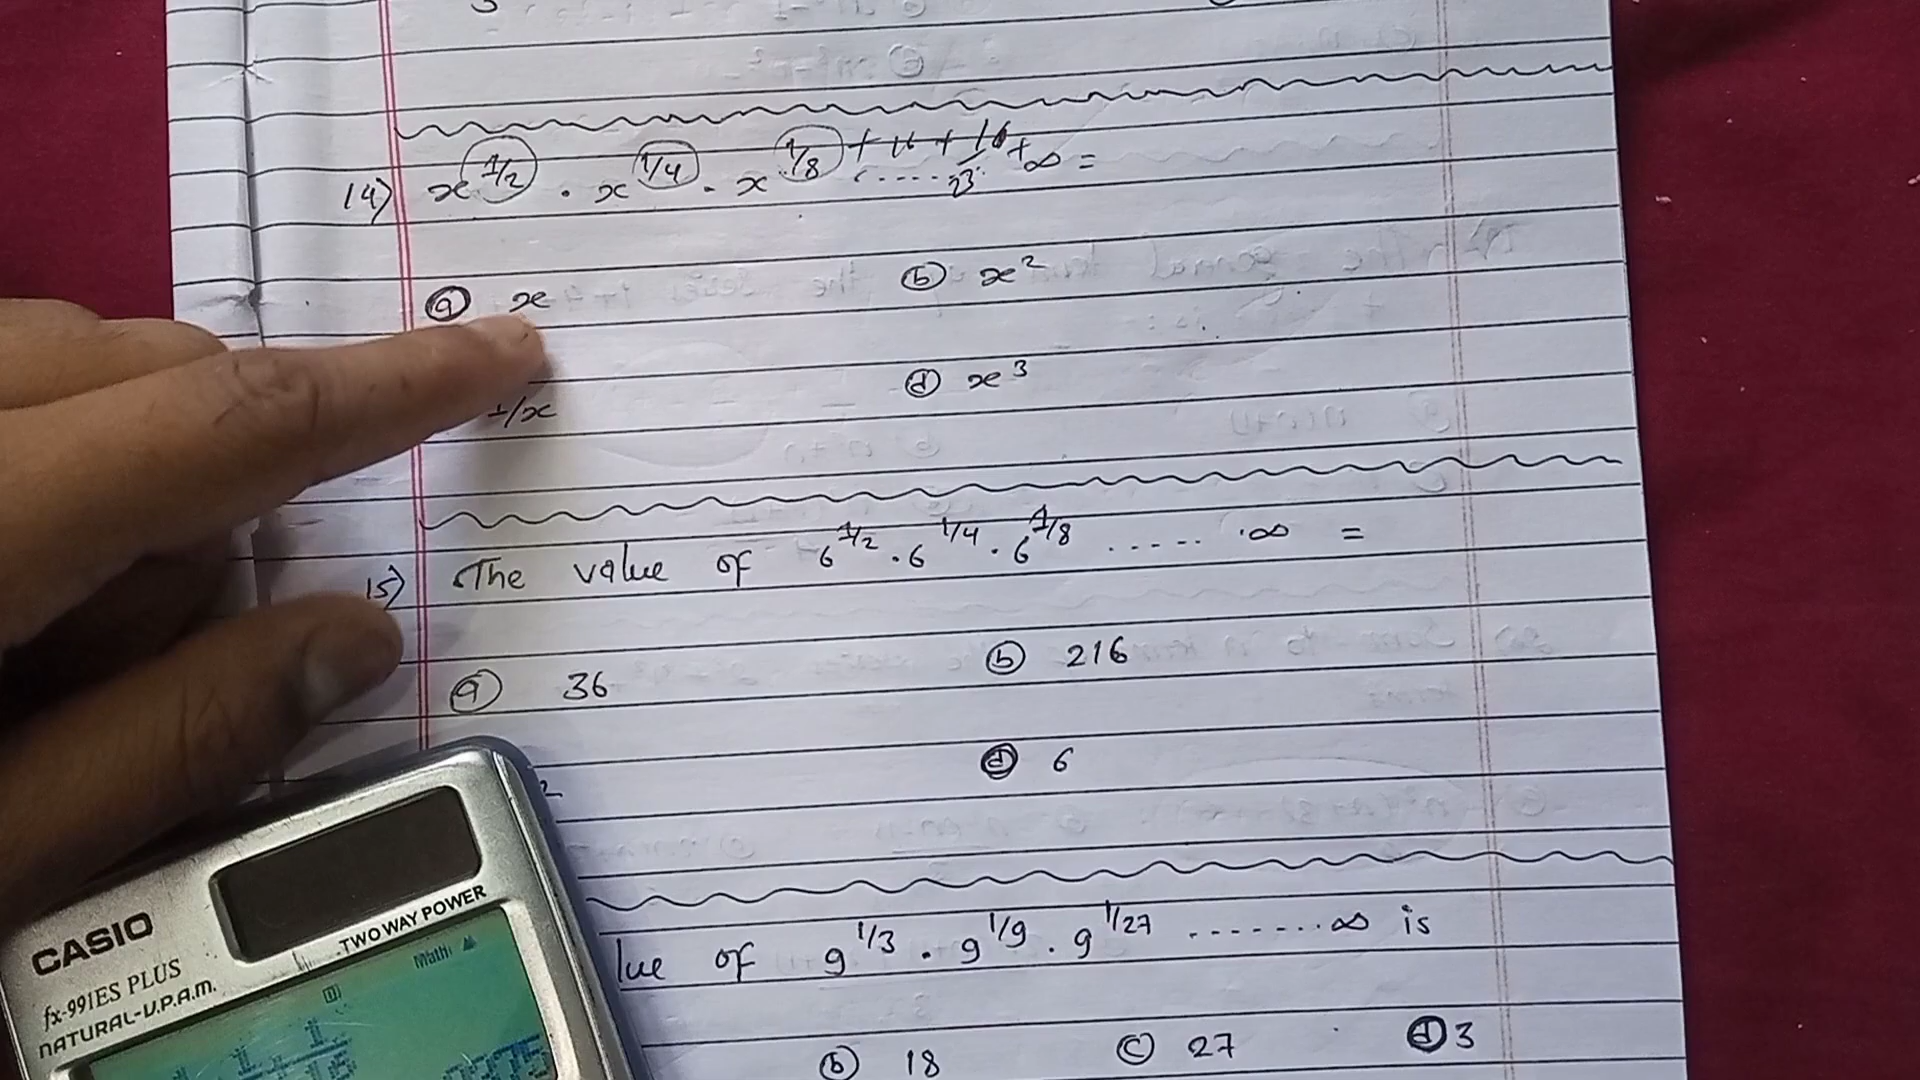 14) x^1/2 . x^1/4 . x^1/8 + 16 + ..... ∞ =
ⓐ x ⓑ x²
1/x ⓓ x³
15) The value of 6^1/2 . 6^1/4 . 6^1/8 ..... ∞ =
ⓐ 36 ⓑ 216
2 ⓓ 6
lue of 9^1/3 . 9^1/9 . 9^1/27 ....... ∞ is
ⓑ 18 ⓒ 27 ⓓ 3
CASIO
TWO WAY POWER
fx-991ES PLUS
NATURAL-V.P.A.M.
Math
D